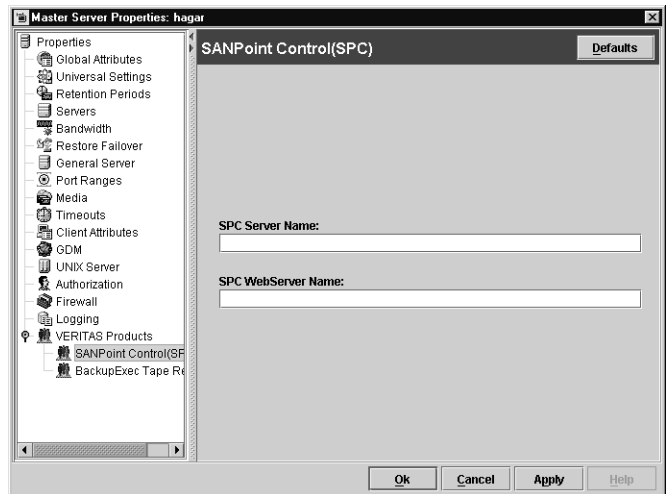 Master Server Properties: hagar
Properties
Global Attributes
Universal Settings
Retention Periods
Servers
Bandwidth
Restore Failover
General Server
Port Ranges
Media
Timeouts
Client Attributes
GDM
UNIX Server
Authorization
Firewall
Logging
VERITAS Products
SANPoint Control(SP
BackupExec Tape Re
SANPoint Control(SPC)
Defaults
SPC Server Name:
SPC WebServer Name:
Ok
Cancel
Apply
Help